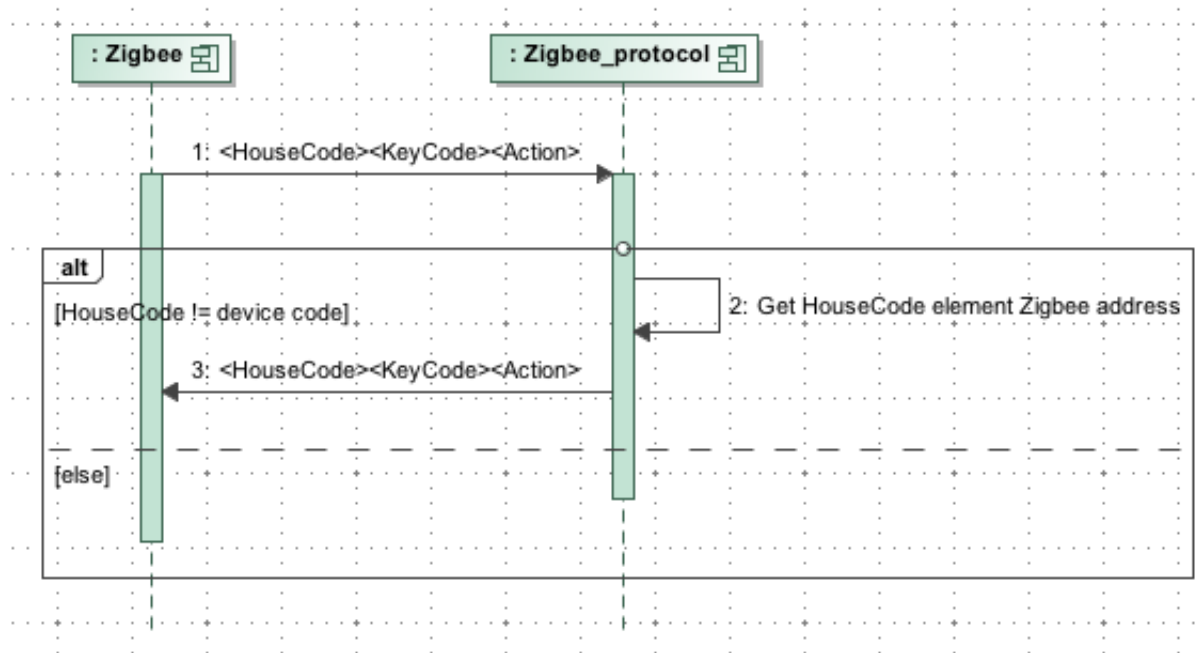 : Zigbee
: Zigbee_protocol
1: <HouseCode><KeyCode><Action>
alt
[HouseCode != device code]
2: Get HouseCode element Zigbee address
3: <HouseCode><KeyCode><Action>
[else]